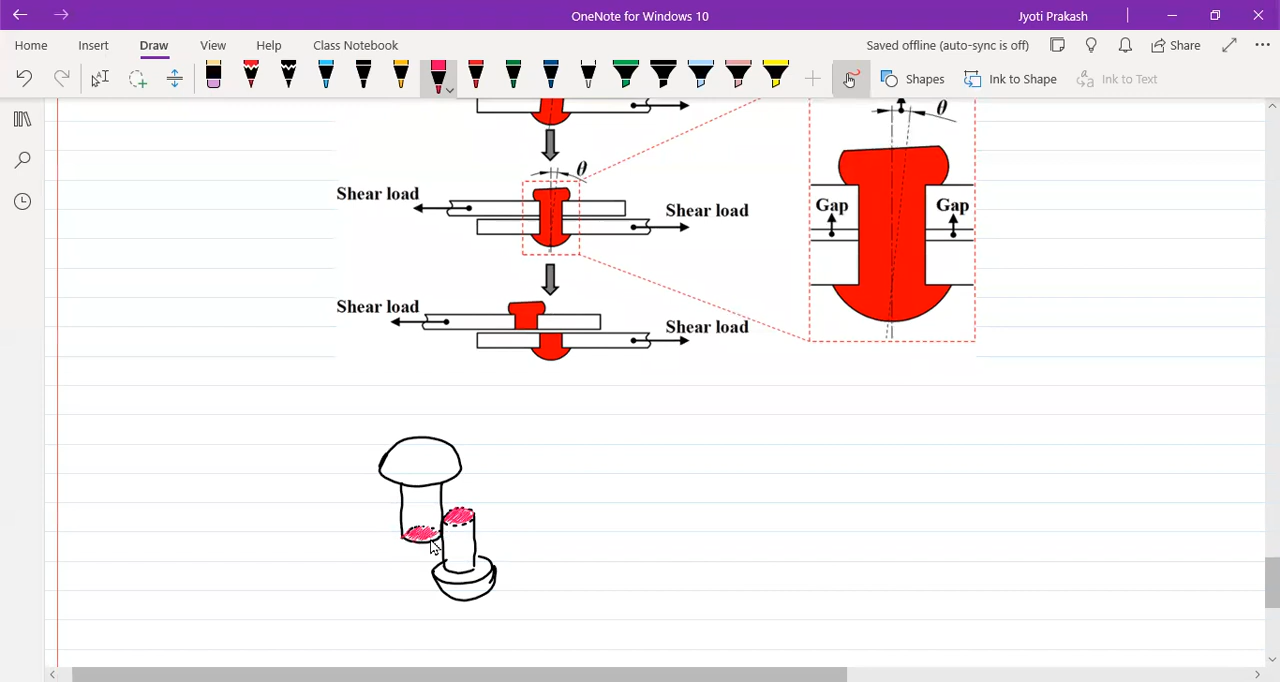 OneNote for Windows 10
Jyoti Prakash
Home Insert Draw View Help Class Notebook
Saved offline (auto-sync is off) Share
Shapes Ink to Shape Ink to Text
θ
θ
Shear load
Shear load
Gap Gap
Shear load
Shear load